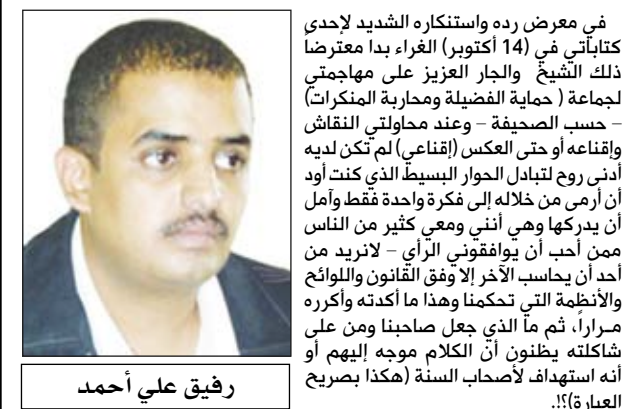 في معرض رده واستنكاره الشديد لإحدى
كتاباتي في (14 أكتوبر) الغراء بدا معترضاً
ذلك الشيخ والجار العزيز على مهاجمتي
لجماعة ( حماية الفضيلة ومحاربة المنكرات)
– حسب الصحيفة – وعند محاولتي النقاش
وإقناعه أو حتى العكس (إقناعي) لم تكن لديه
أدنى روح لتبادل الحوار البسيط الذي كنت أود
أن أرمى من خلاله إلى فكرة واحدة فقط وآمل
أن يدركها وهي أنني ومعي كثير من الناس
ممن أحب أن يوافقوني الرأي – لانريد من
أحد أن يحاسب الآخر إلا وفق القانون واللوائح
والأنظمة التي تحكمنا وهذا ما أكدته وأكرره
مـراراً، ثم ما الذي جعل صاحبنا ومن على
شاكلته يظنون أن الكلام موجه إليهم أو
أنه استهداف لأصحاب السنة (هكذا بصريح
العبارة)؟!.
رفيق علي أحمد